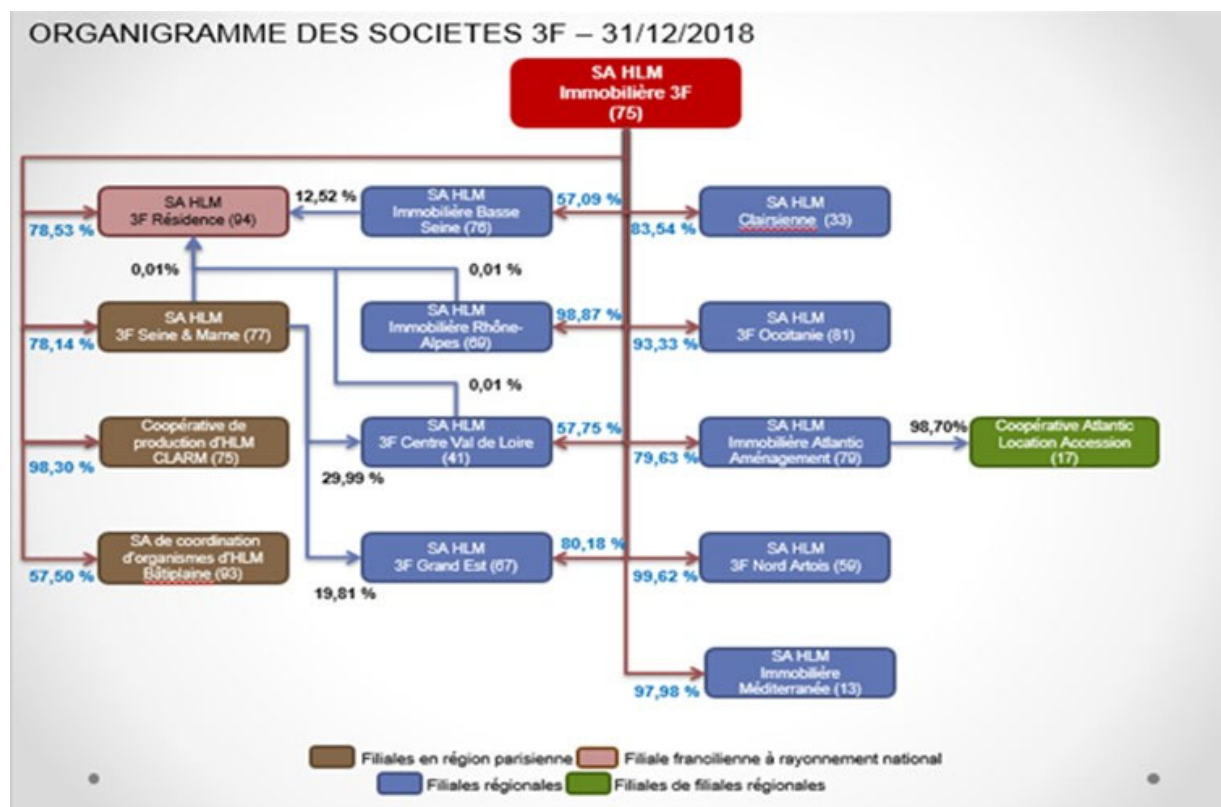 ORGANIGRAMME DES SOCIETES 3F – 31/12/2018
SA HLM
Immobilière 3F
(75)
SA HLM
3F Résidence (94)
78,53 %
12,52 %
SA HLM
Immobilière Basse
Seine (76)
57,09 %
83,54 %
SA HLM
Clairsienne (33)
0,01%
0,01 %
SA HLM
3F Seine & Marne (77)
78,14 %
SA HLM
Immobilière Rhône-
Alpes (69)
98,87 %
93,33 %
SA HLM
3F Occitanie (81)
0,01 %
Coopérative de
production d'HLM
CLARM (75)
98,30 %
29,99 %
SA HLM
3F Centre Val de Loire
(41)
57,75 %
79,63 %
SA HLM
Immobilière Atlantic
Aménagement (79)
98,70%
Coopérative Atlantic
Location Accession
(17)
SA de coordination
d'organismes d'HLM
Bâtiplaine (93)
57,50 %
19,81 %
SA HLM
3F Grand Est (67)
80,18 %
99,62 %
SA HLM
3F Nord Artois (59)
97,98 %
SA HLM
Immobilière
Méditerranée (13)
Filiales en région parisienne
Filiale francilienne à rayonnement national
Filiales régionales
Filiales de filiales régionales